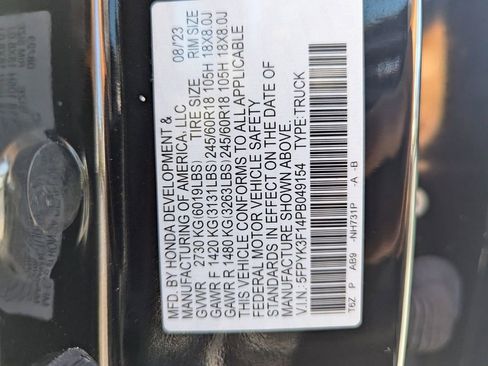 MFD. BY HONDA DEVELOPMENT & 08/23
MANUFACTURING OF AMERICA, LLC.
TIRE SIZE RIM SIZE
GVWR 2730 KG(6019LBS)
GAWR F 1420 KG(3131LBS) 245/60R18 105H 18X8.0J
GAWR R 1480 KG(3263LBS) 245/60R18 105H 18X8.0J
THIS VEHICLE CONFORMS TO ALL APPLICABLE
FEDERAL MOTOR VEHICLE SAFETY
STANDARDS IN EFFECT ON THE DATE OF
MANUFACTURE SHOWN ABOVE.
V.I.N.: 5FPYK3F14PB049154 TYPE:TRUCK
T6Z P AB9 -NH731P -A -B